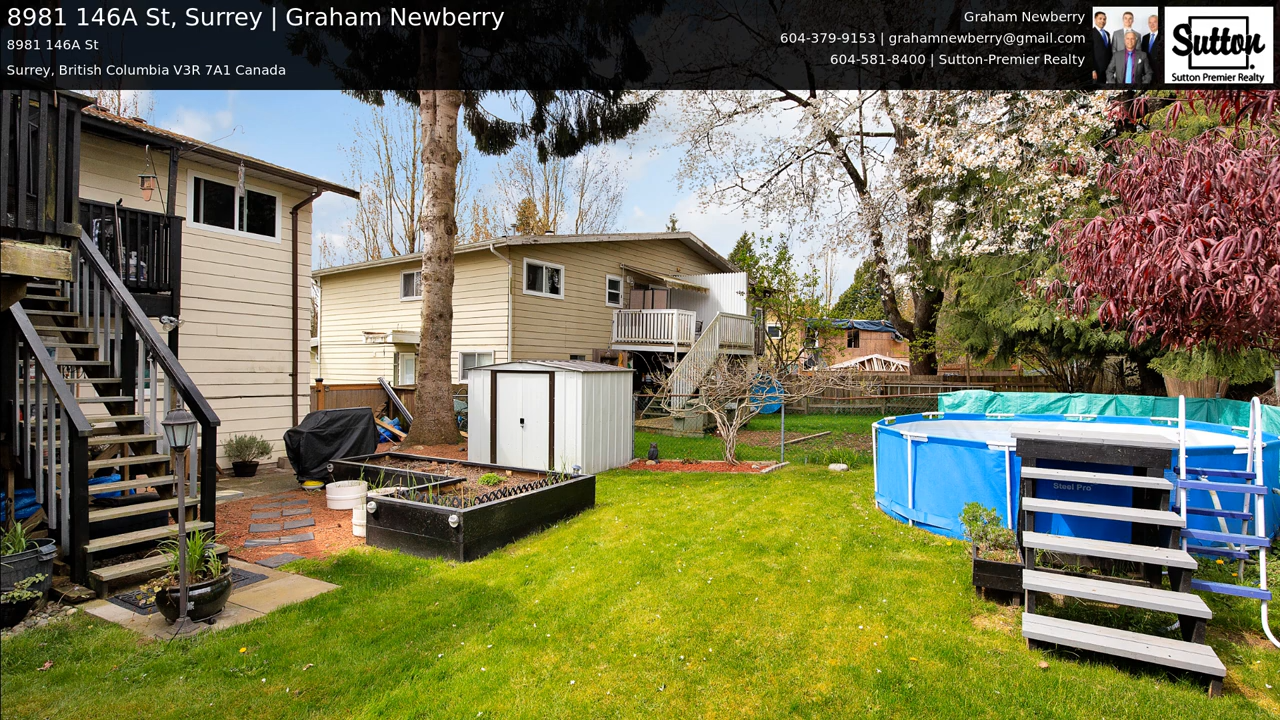 8981 146A St, Surrey | Graham Newberry
8981 146A St
Surrey, British Columbia V3R 7A1 Canada
Graham Newberry
604-379-9153 | grahamnewberry@gmail.com
604-581-8400 | Sutton-Premier Realty
Sutton
Sutton Premier Realty
Steel Pro